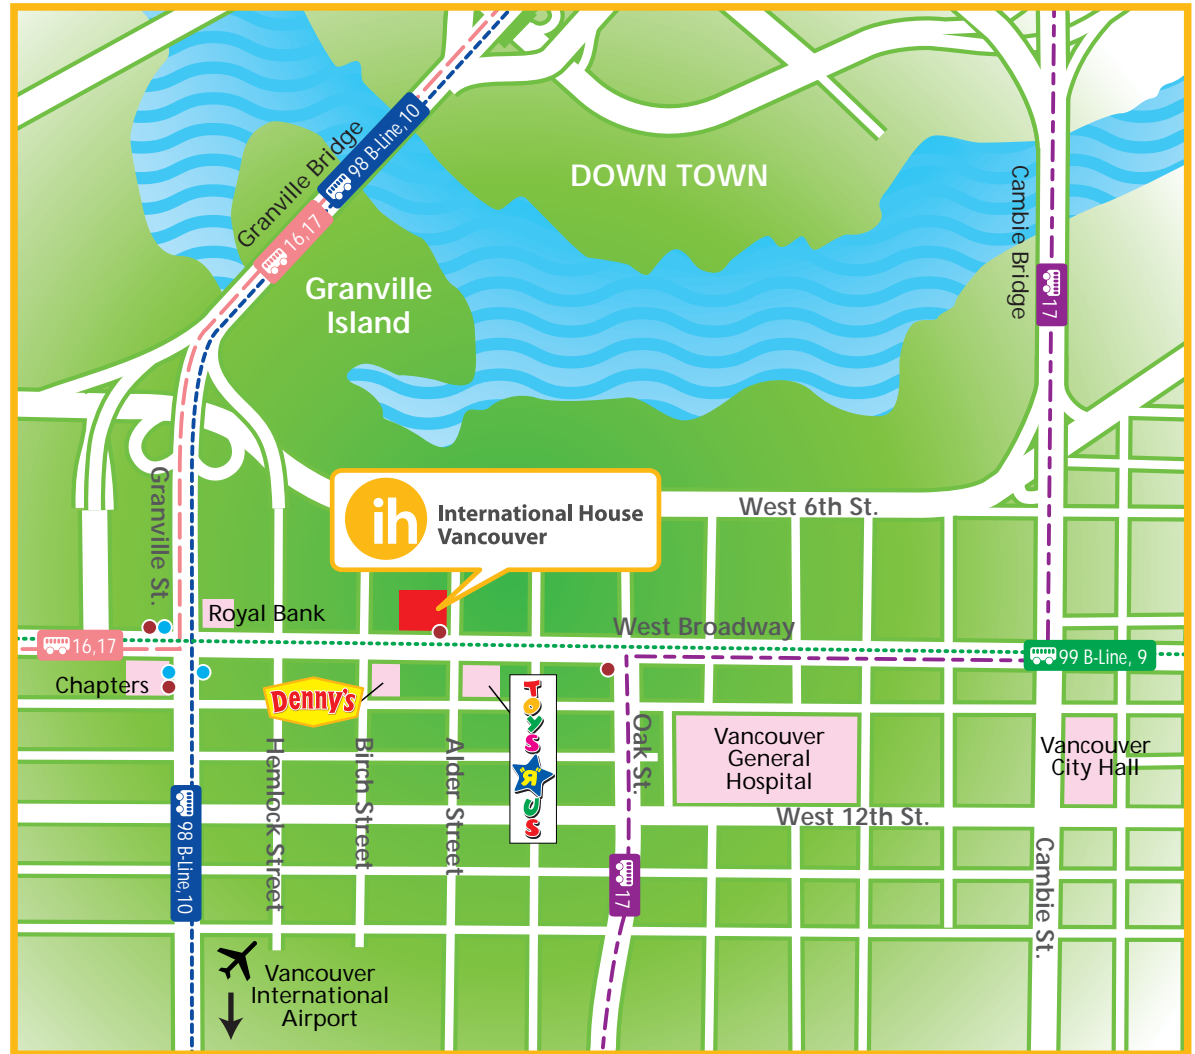 98 B-Line, 10
Granville Bridge
16,17
DOWN TOWN
Cambie Bridge
17
Granville
Island
ih
International House
Vancouver
West 6th St.
Granville St.
Royal Bank
West Broadway
16,17
99 B-Line, 9
Chapters
Denny's
TOYSЯUS
Oak St.
Vancouver
General
Hospital
Vancouver
City Hall
Hemlock Street
Birch Street
Alder Street
West 12th St.
98 B-Line,10
17
Cambie St.
Vancouver
International
Airport